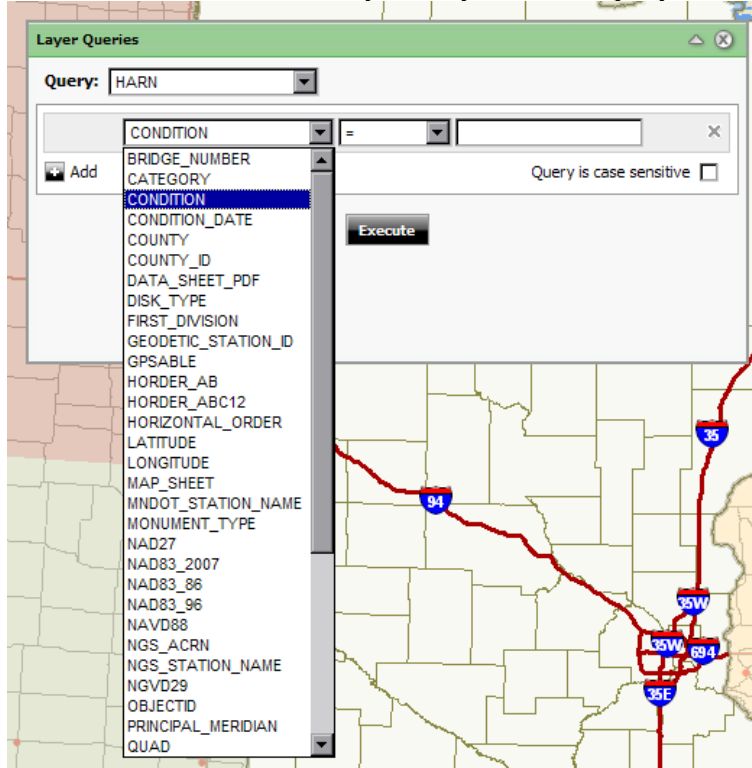 Layer Queries
Query: HARN
CONDITION =
Add Query is case sensitive
BRIDGE_NUMBER
CATEGORY
CONDITION
CONDITION_DATE
COUNTY
COUNTY_ID
DATA_SHEET_PDF
DISK_TYPE
FIRST_DIVISION
GEODETIC_STATION_ID
GPSABLE
HORDER_AB
HORDER_ABC12
HORIZONTAL_ORDER
LATITUDE
LONGITUDE
MAP_SHEET
MNDOT_STATION_NAME
MONUMENT_TYPE
NAD27
NAD83_2007
NAD83_86
NAD83_96
NAVD88
NGS_ACRN
NGS_STATION_NAME
NGVD29
OBJECTID
PRINCIPAL_MERIDIAN
QUAD
Execute
35
94
35W
35W 694
35E